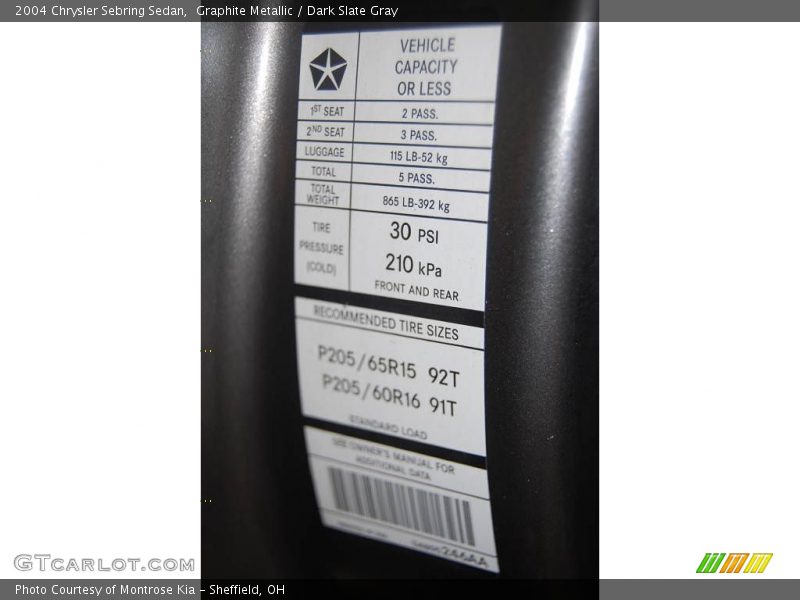 2004 Chrysler Sebring Sedan,  Graphite Metallic / Dark Slate Gray
VEHICLE
CAPACITY
OR LESS
1ST SEAT 2 PASS.
2ND SEAT 3 PASS.
LUGGAGE 115 LB-52 kg
TOTAL 5 PASS.
TOTAL
WEIGHT 865 LB-392 kg
TIRE
PRESSURE
(COLD)
30 PSI
210 kPa
FRONT AND REAR
RECOMMENDED TIRE SIZES
P205/65R15 92T
P205/60R16 91T
STANDARD LOAD
SEE OWNER'S MANUAL FOR
ADDITIONAL DATA
246AA
GTcarlot.com
Photo Courtesy of Montrose Kia – Sheffield, OH